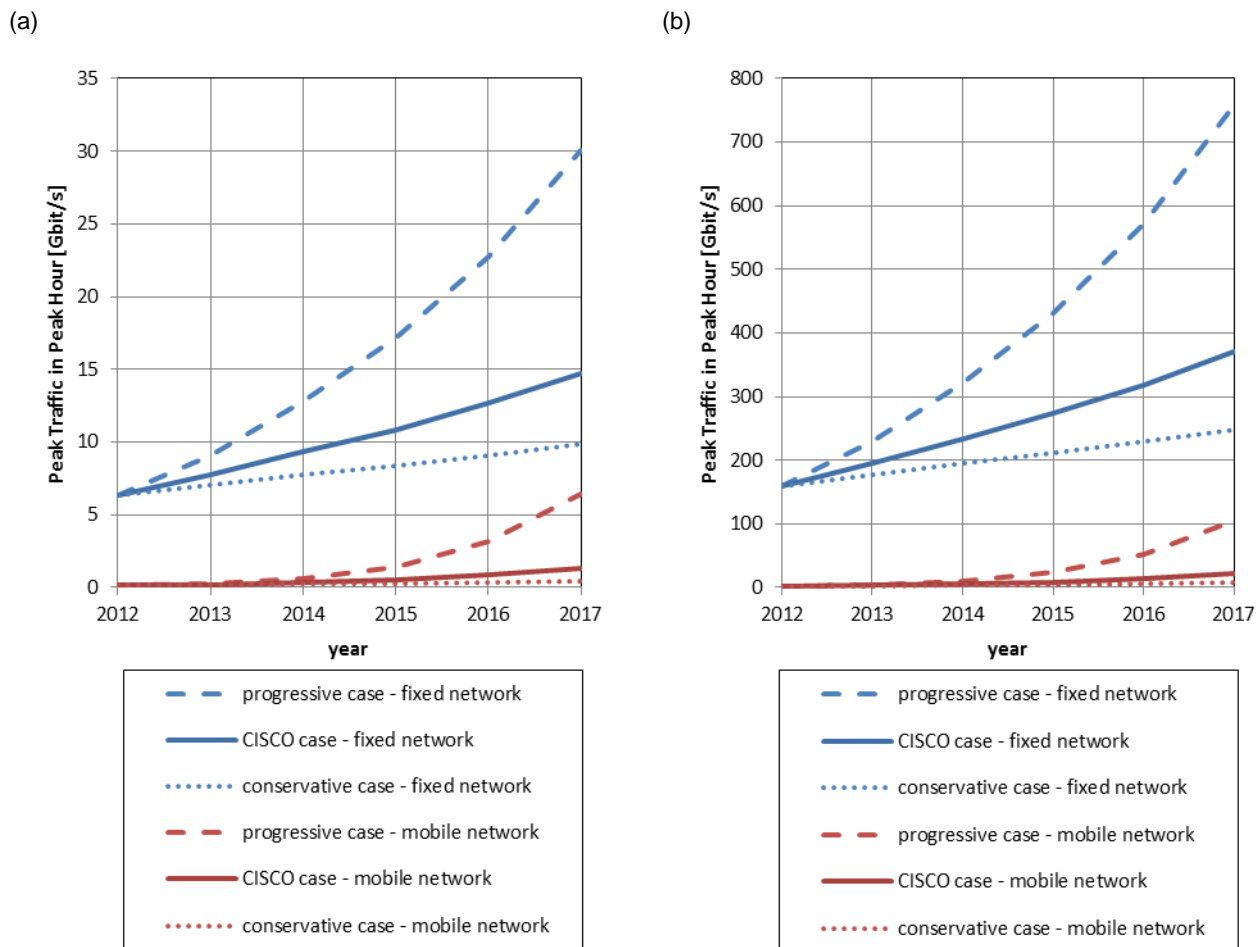 (a)
Peak Traffic in Peak Hour [Gbit/s]
35
30
25
20
15
10
5
0
2012 2013 2014 2015 2016 2017
year
progressive case - fixed network
CISCO case - fixed network
conservative case - fixed network
progressive case - mobile network
CISCO case - mobile network
conservative case - mobile network
(b)
Peak Traffic in Peak Hour [Gbit/s]
800
700
600
500
400
300
200
100
0
2012 2013 2014 2015 2016 2017
year
progressive case - fixed network
CISCO case - fixed network
conservative case - fixed network
progressive case - mobile network
CISCO case - mobile network
conservative case - mobile network